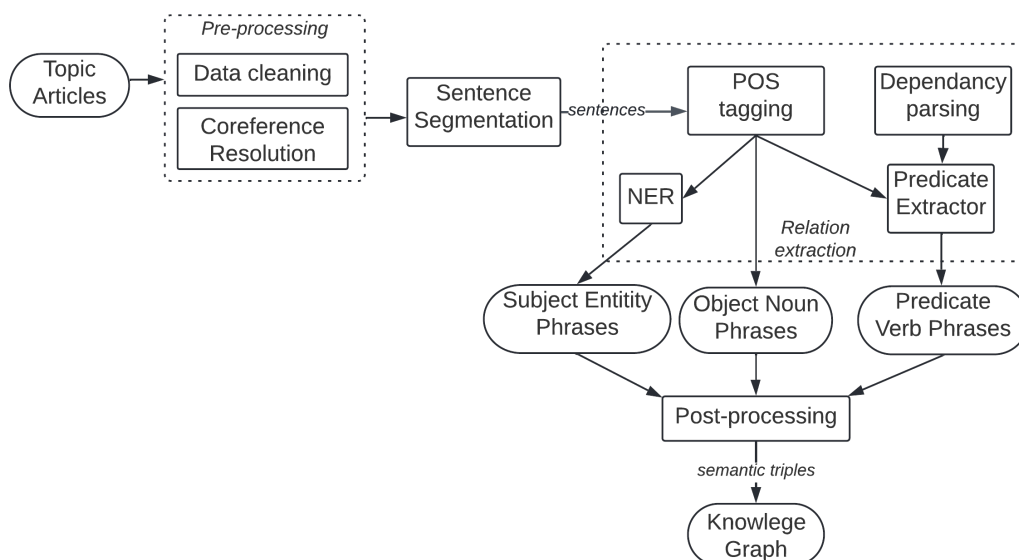 Pre-processing
Topic
Articles
Data cleaning
Coreference
Resolution
Sentence
Segmentation
sentences
POS
tagging
Dependancy
parsing
NER
Predicate
Extractor
Relation
extraction
Subject Entitity
Phrases
Object Noun
Phrases
Predicate
Verb Phrases
Post-processing
semantic triples
Knowlege
Graph